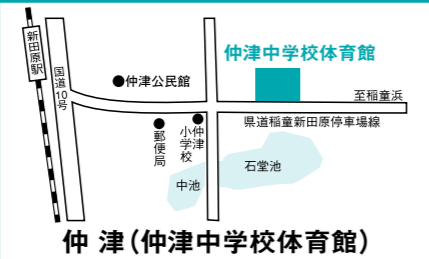 新田原駅
国道10号
●仲津公民館
仲津中学校体育館
至稲童浜
県道稲童新田原停車場線
郵便局
仲津
小学校
中池
石堂池
仲 津(仲津中学校体育館)